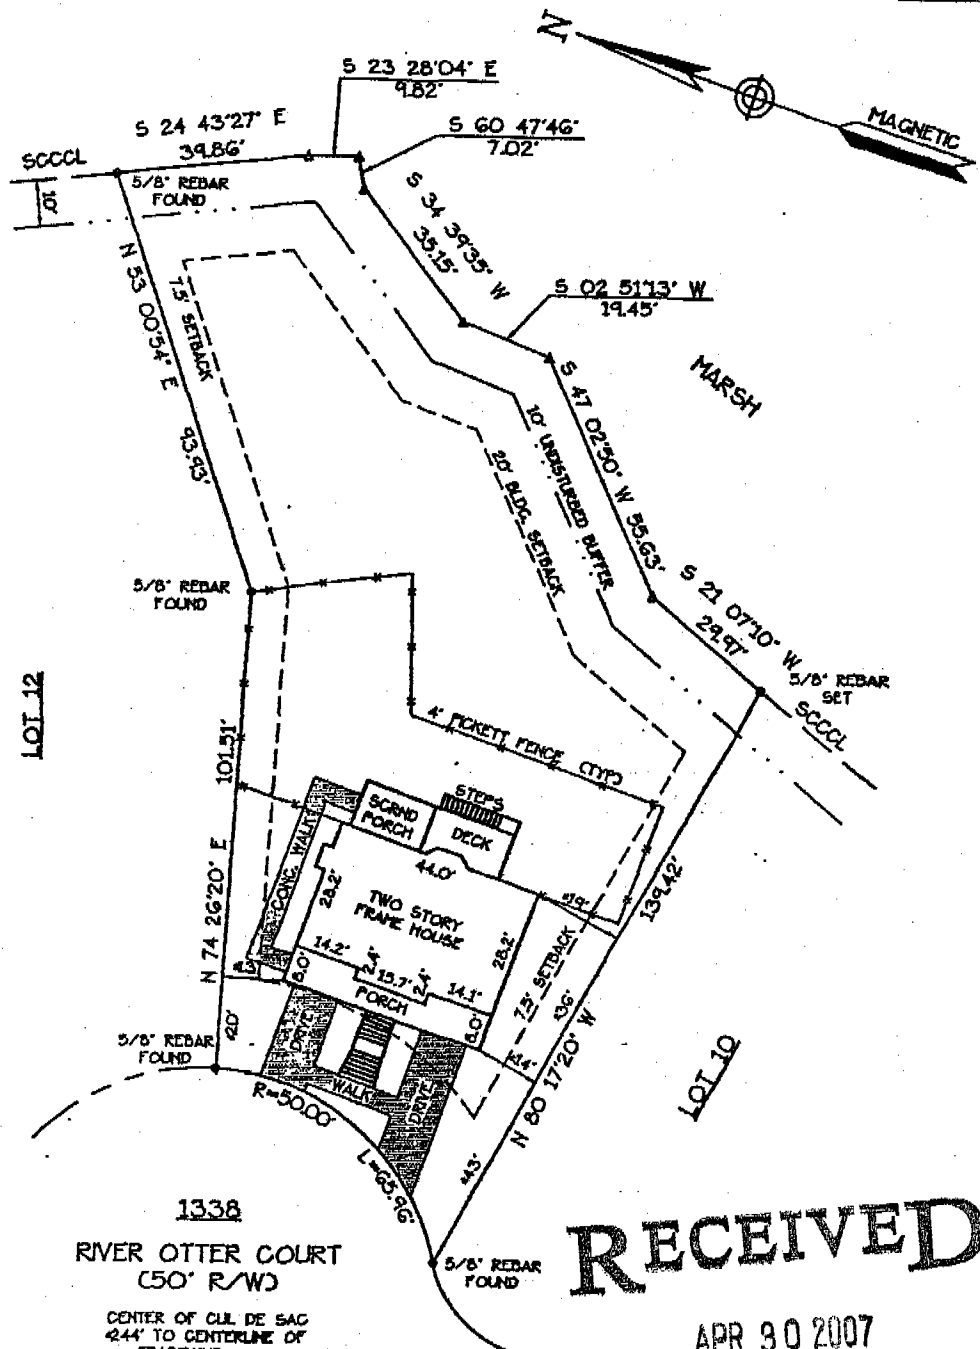 N
MAGNETIC
S 23 28'04" E
9.82'
S 24 43'27" E
39.86'
S 60 47'46"
7.02'
SCCCL
10'
5/8" REBAR
FOUND
S 34 39'35" W
35.15'
S 02 51'13" W
19.45'
N 53 00'54" E
93.93'
7.5' SETBACK
MARSH
S 47 02'50" W 55.63'
10' UNDISTURBED BUFFER
20' BLDG. SETBACK
5/8" REBAR
FOUND
S 21 07'10" W
29.97'
5/8" REBAR
SET
SCCCL
LOT 12
4' PICKETT FENCE (TYP)
101.51'
N 74 26'20" E
STEPS
SCRND
PORCH
DECK
CONC. WALK
44.0'
28.2'
TWO STORY
FRAME HOUSE
28.2'
±19'
139.42'
14.2'
2.4'
15.7'
2.4'
14.1'
8.0'
PORCH
8.0'
7.5' SETBACK
±36'
±14'
N 80 17'20" W
±20'
5/8" REBAR
FOUND
DRIVE
WALK
DRIVE
R=50.00'
L=65.96'
±43'
LOT 10
1338
RIVER OTTER COURT
(50' R/W)
5/8" REBAR
FOUND
CENTER OF CUL DE SAC
±244' TO CENTERLINE OF
RECEIVED
APR 30 2007